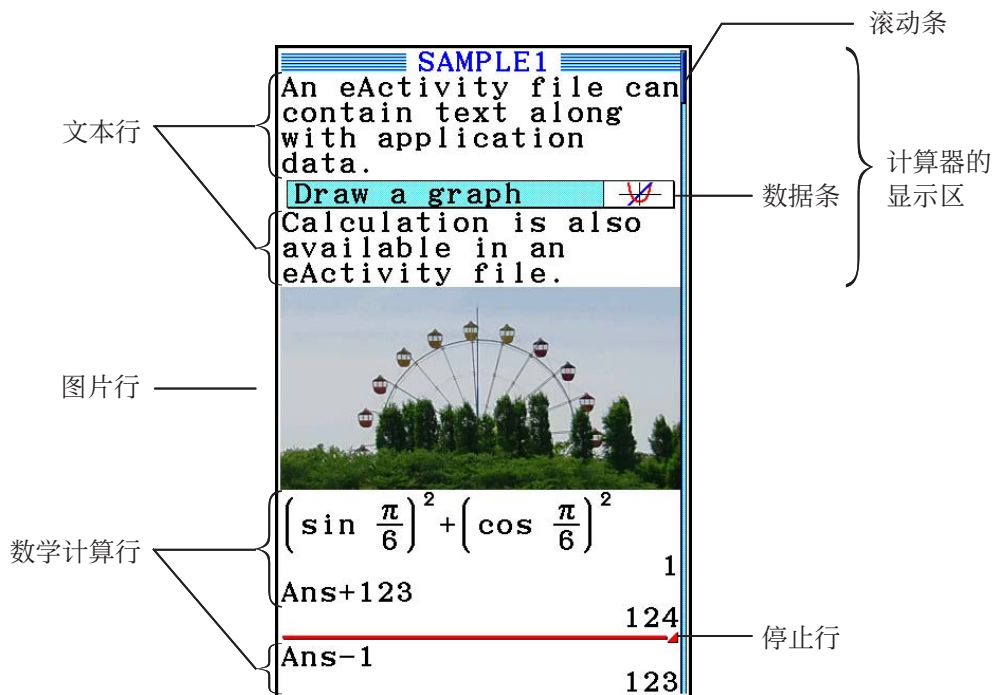 滚动条
SAMPLE1
An eActivity file can
contain text along
with application
data.
文本行
计算器的
显示区
Draw a graph
数据条
Calculation is also
available in an
eActivity file.
图片行
(sin π/6)²+(cos π/6)²
1
数学计算行
Ans+123
124
停止行
Ans−1
123